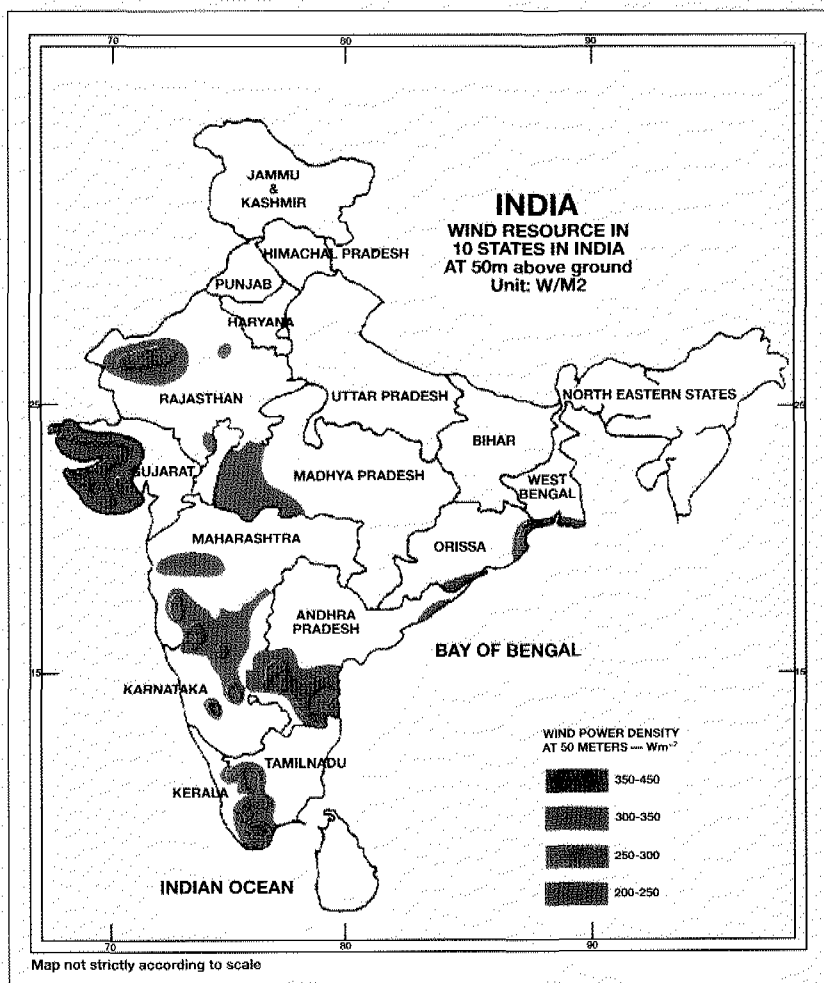 70
80
90
JAMMU
&
KASHMIR
INDIA
WIND RESOURCE IN
10 STATES IN INDIA
AT 50m above ground
Unit: W/M2
HIMACHAL PRADESH
PUNJAB
HARYANA
RAJASTHAN
UTTAR PRADESH
NORTH EASTERN STATES
25
25
BIHAR
GUJARAT
MADHYA PRADESH
WEST
BENGAL
MAHARASHTRA
ORISSA
ANDHRA
PRADESH
BAY OF BENGAL
15
15
KARNATAKA
WIND POWER DENSITY
AT 50 METERS — Wm⁻²
TAMILNADU
350-450
KERALA
300-350
250-300
INDIAN OCEAN
200-250
70
80
90
Map not strictly according to scale